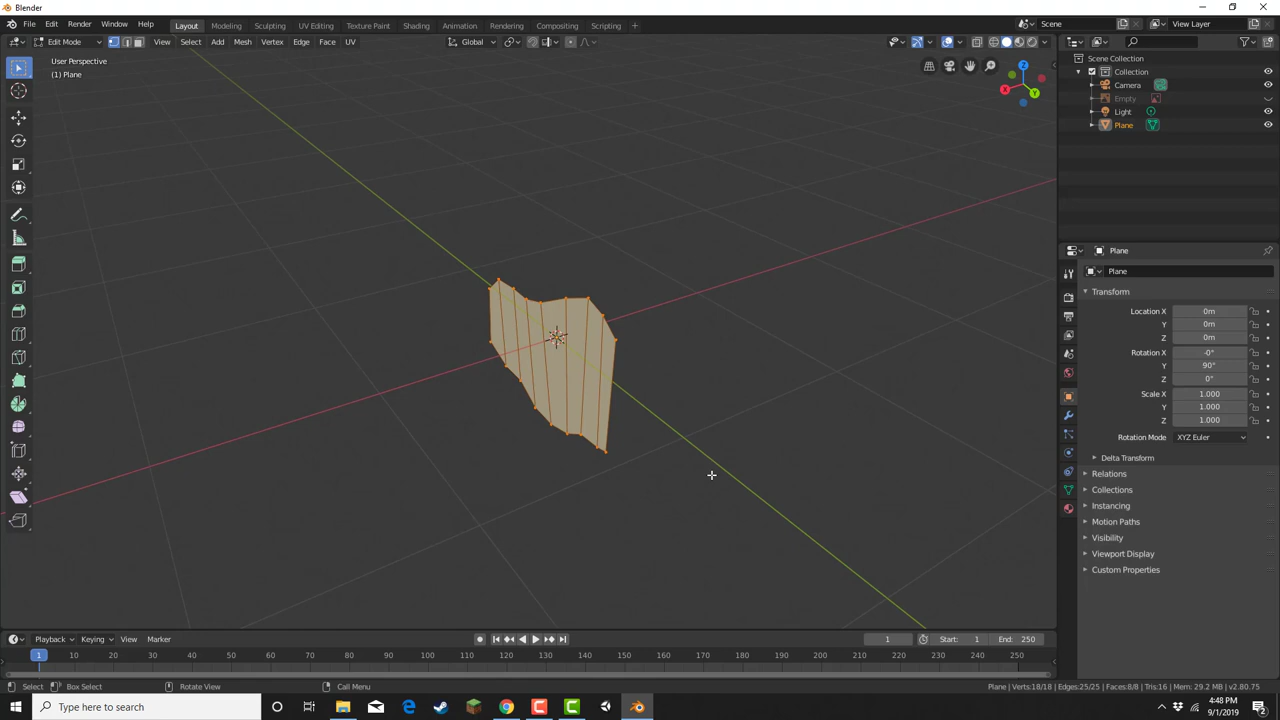 Blender
File Edit Render Window Help Layout Modeling Sculpting UV Editing Texture Paint Shading Animation Rendering Compositing Scripting + Scene View Layer
Edit Mode View Select Add Mesh Vertex Edge Face UV Global
User Perspective
(1) Plane
Z
X
Y
Scene Collection
Collection
Camera
Empty
Light
Plane
Plane
Plane
Transform
Location X 0m
Y 0m
Z 0m
Rotation X -0°
Y 90°
Z 0°
Scale X 1.000
Y 1.000
Z 1.000
Rotation Mode XYZ Euler
Delta Transform
Relations
Collections
Instancing
Motion Paths
Visibility
Viewport Display
Custom Properties
Playback Keying View Marker 1 Start: 1 End: 250
1 10 20 30 40 50 60 70 80 90 100 110 120 130 140 150 160 170 180 190 200 210 220 230 240 250
Select Box Select Rotate View Call Menu Plane | Verts:18/18 | Edges:25/25 | Faces:8/8 | Tris:16 | Mem: 29.2 MB | v2.80.75
Type here to search
4:48 PM
9/1/2019
2